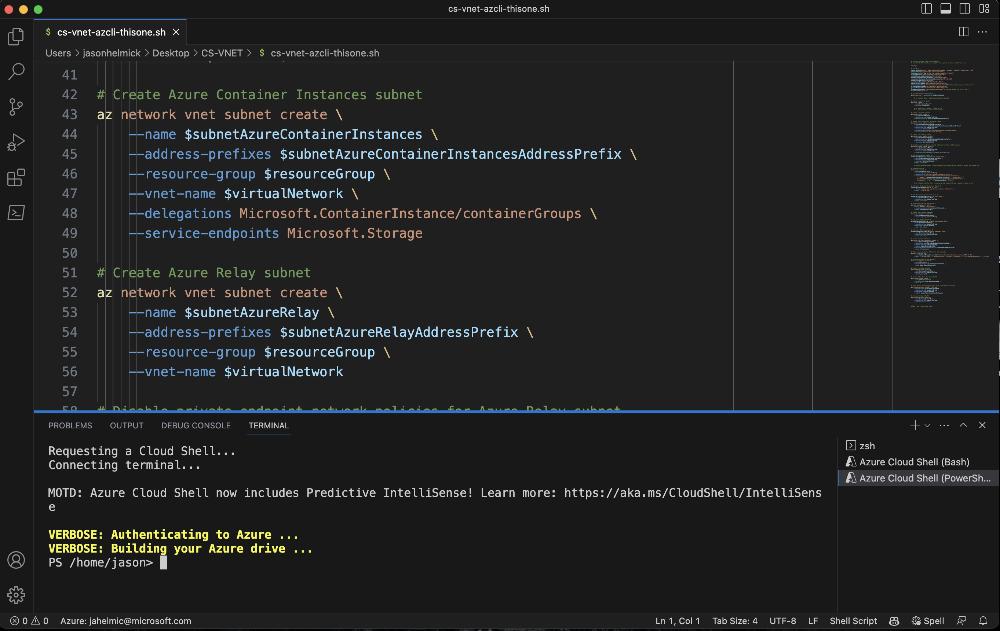 cs-vnet-azcli-thisone.sh
$ cs-vnet-azcli-thisone.sh
Users > jasonhelmick > Desktop > CS-VNET > $ cs-vnet-azcli-thisone.sh
41
42 # Create Azure Container Instances subnet
43 az network vnet subnet create \
44 --name $subnetAzureContainerInstances \
45 --address-prefixes $subnetAzureContainerInstancesAddressPrefix \
46 --resource-group $resourceGroup \
47 --vnet-name $virtualNetwork \
48 --delegations Microsoft.ContainerInstance/containerGroups \
49 --service-endpoints Microsoft.Storage
50
51 # Create Azure Relay subnet
52 az network vnet subnet create \
53 --name $subnetAzureRelay \
54 --address-prefixes $subnetAzureRelayAddressPrefix \
55 --resource-group $resourceGroup \
56 --vnet-name $virtualNetwork
57
58 # Disable private endpoint network policies for Azure Relay subnet
PROBLEMS OUTPUT DEBUG CONSOLE TERMINAL
Requesting a Cloud Shell...
Connecting terminal...
MOTD: Azure Cloud Shell now includes Predictive IntelliSense! Learn more: https://aka.ms/CloudShell/IntelliSens
e
VERBOSE: Authenticating to Azure ...
VERBOSE: Building your Azure drive ...
PS /home/jason>
zsh
Azure Cloud Shell (Bash)
Azure Cloud Shell (PowerSh...
0 0 Azure: jahelmic@microsoft.com Ln 1, Col 1 Tab Size: 4 UTF-8 LF Shell Script Spell